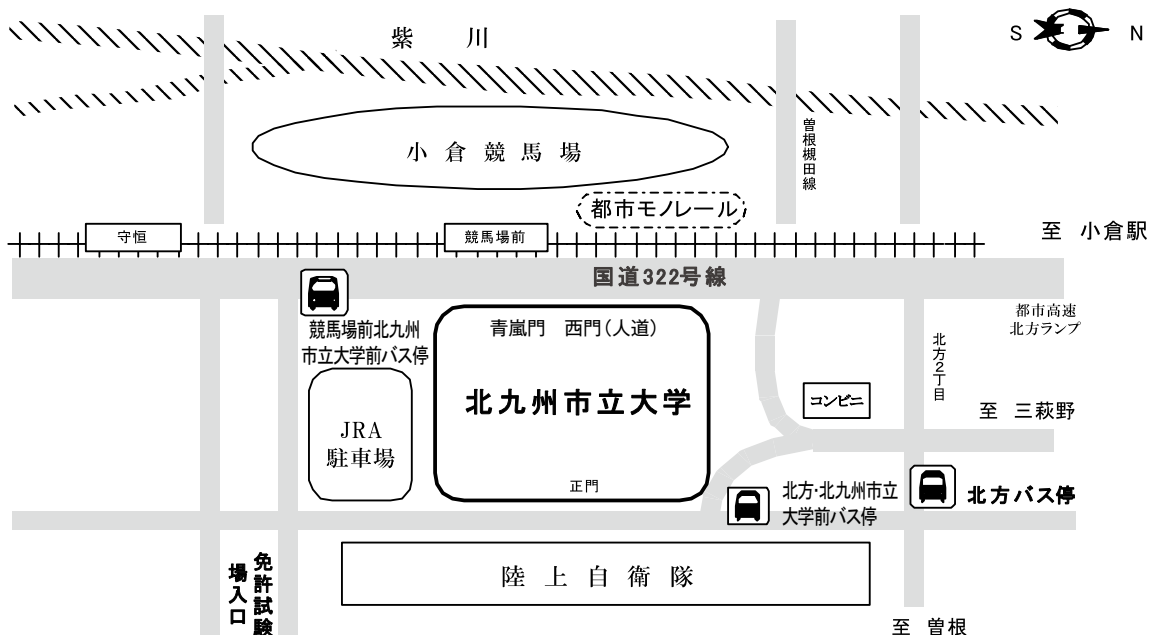 紫 川
S N
小 倉 競 馬 場
曽根槻田線
都市モノレール
守恒
競馬場前
至 小倉駅
国道322号線
競馬場前北九州
市立大学前バス停
青嵐門 西門(人道)
都市高速
北方ランプ
北方2丁目
北九州市立大学
コンビニ
至 三萩野
JRA
駐車場
正門
北方・北九州市立
大学前バス停
北方バス停
免許試験
場入口
陸 上 自 衛 隊
至 曽根